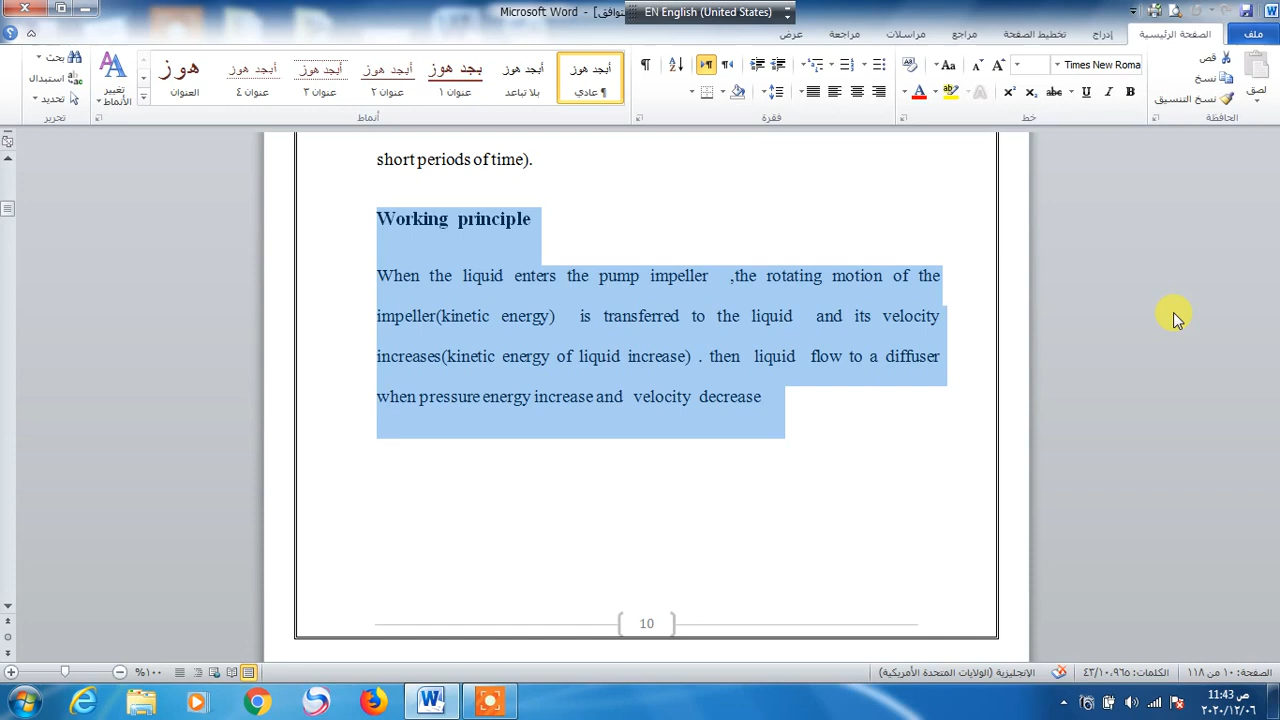 Microsoft Word
EN English (United States)
ملف
الصفحة الرئيسية
إدراج
تخطيط الصفحة
مراجع
مراسلات
مراجعة
عرض
قص
نسخ
نسخ التنسيق
لصق
الحافظة
Times New Roma
خط
فقرة
أبجد هوز
¶ عادي
أبجد هوز
بلا تباعد
بجد هوز
عنوان ١
أبجد هوز
عنوان ٢
أبجد هوز
عنوان ٣
أبجد هوز
عنوان ٤
هوز
العنوان
أنماط
تغيير
الأنماط
بحث
استبدال
تحديد
تحرير
short periods of time).
Working principle
When the liquid enters the pump impeller ,the rotating motion of the
impeller(kinetic energy) is transferred to the liquid and its velocity
increases(kinetic energy of liquid increase) . then liquid flow to a diffuser
when pressure energy increase and velocity decrease
10
الصفحة: ١٠ من ١١٨
الكلمات: ٤٣/١٠,٩٦٥
الإنجليزية (الولايات المتحدة الأمريكية)
%١٠٠
11:43 ص
٢٠٢٠/١٢/٠٦